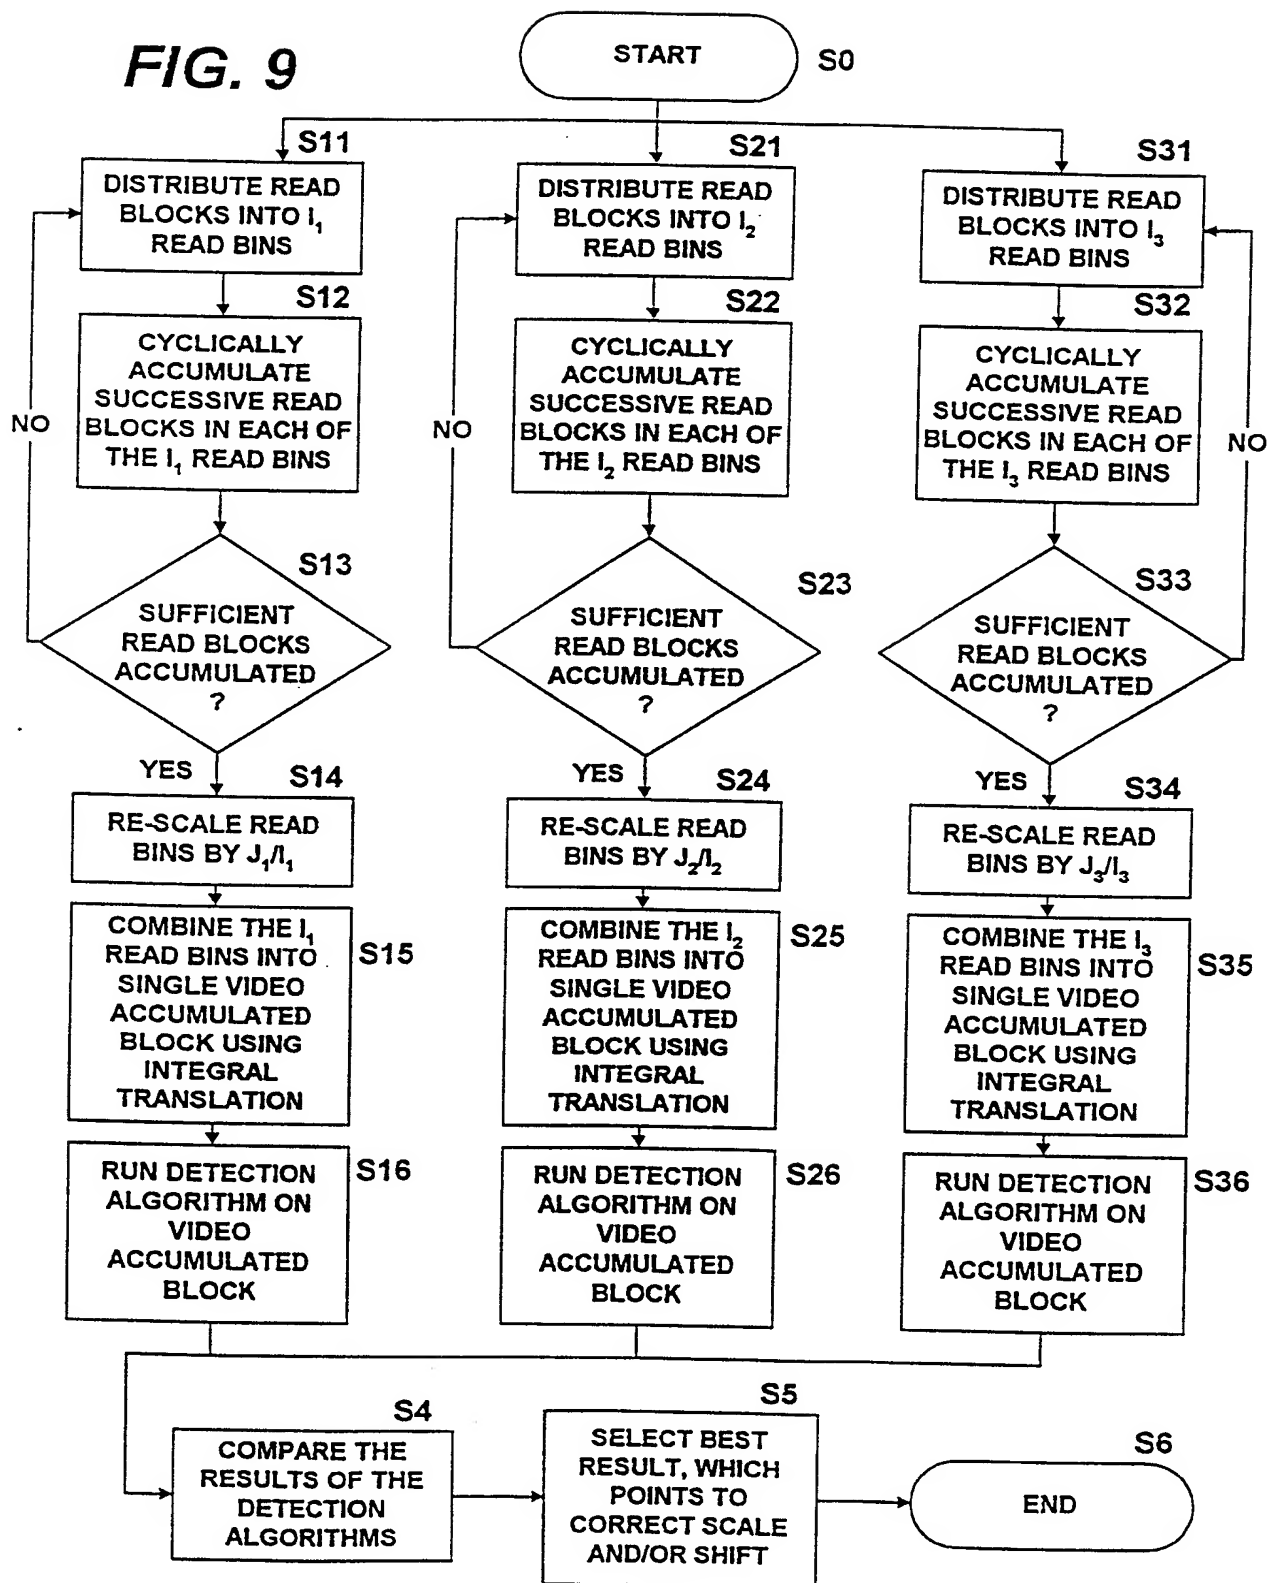 FIG. 9
START
S0
S11
DISTRIBUTE READ
BLOCKS INTO I₁
READ BINS
S12
CYCLICALLY
ACCUMULATE
SUCCESSIVE READ
BLOCKS IN EACH OF
THE I₁ READ BINS
NO
S13
SUFFICIENT
READ BLOCKS
ACCUMULATED
?
YES
S14
RE-SCALE READ
BINS BY J₁/I₁
COMBINE THE I₁
READ BINS INTO
SINGLE VIDEO
ACCUMULATED
BLOCK USING
INTEGRAL
TRANSLATION
S15
RUN DETECTION
ALGORITHM ON
VIDEO
ACCUMULATED
BLOCK
S16
S21
DISTRIBUTE READ
BLOCKS INTO I₂
READ BINS
S22
CYCLICALLY
ACCUMULATE
SUCCESSIVE READ
BLOCKS IN EACH OF
THE I₂ READ BINS
NO
S23
SUFFICIENT
READ BLOCKS
ACCUMULATED
?
YES
S24
RE-SCALE READ
BINS BY J₂/I₂
COMBINE THE I₂
READ BINS INTO
SINGLE VIDEO
ACCUMULATED
BLOCK USING
INTEGRAL
TRANSLATION
S25
RUN DETECTION
ALGORITHM ON
VIDEO
ACCUMULATED
BLOCK
S26
S31
DISTRIBUTE READ
BLOCKS INTO I₃
READ BINS
S32
CYCLICALLY
ACCUMULATE
SUCCESSIVE READ
BLOCKS IN EACH OF
THE I₃ READ BINS
NO
S33
SUFFICIENT
READ BLOCKS
ACCUMULATED
?
YES
S34
RE-SCALE READ
BINS BY J₃/I₃
COMBINE THE I₃
READ BINS INTO
SINGLE VIDEO
ACCUMULATED
BLOCK USING
INTEGRAL
TRANSLATION
S35
RUN DETECTION
ALGORITHM ON
VIDEO
ACCUMULATED
BLOCK
S36
S4
COMPARE THE
RESULTS OF THE
DETECTION
ALGORITHMS
S5
SELECT BEST
RESULT, WHICH
POINTS TO
CORRECT SCALE
AND/OR SHIFT
S6
END